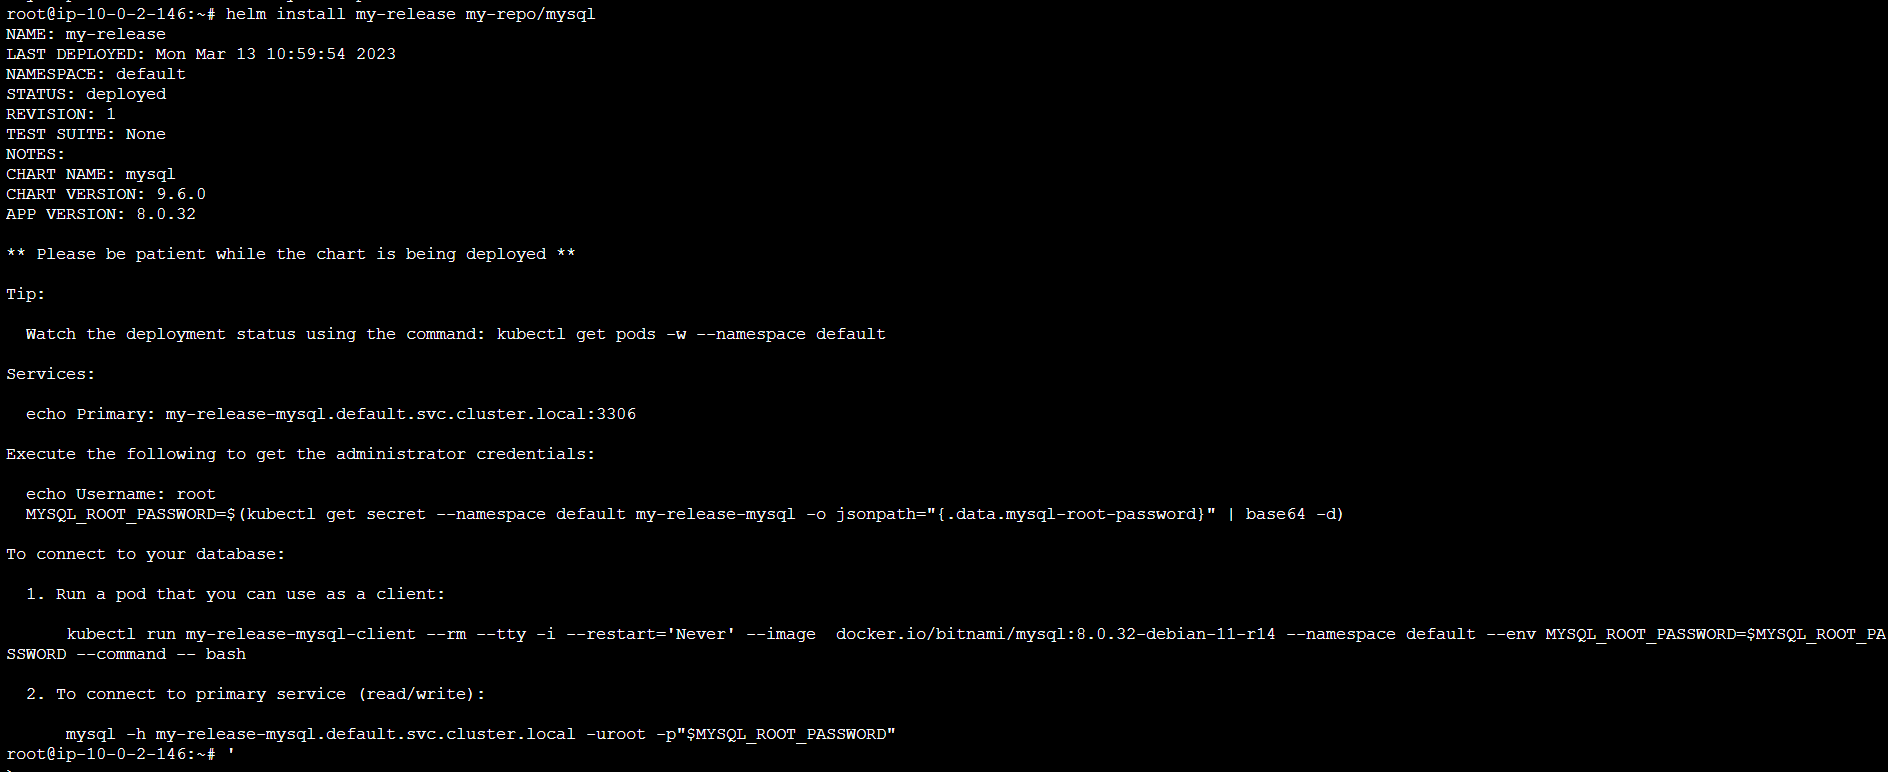 root@ip-10-0-2-146:~# helm install my-release my-repo/mysql
NAME: my-release
LAST DEPLOYED: Mon Mar 13 10:59:54 2023
NAMESPACE: default
STATUS: deployed
REVISION: 1
TEST SUITE: None
NOTES:
CHART NAME: mysql
CHART VERSION: 9.6.0
APP VERSION: 8.0.32
** Please be patient while the chart is being deployed **
Tip:
Watch the deployment status using the command: kubectl get pods -w --namespace default
Services:
echo Primary: my-release-mysql.default.svc.cluster.local:3306
Execute the following to get the administrator credentials:
echo Username: root
MYSQL_ROOT_PASSWORD=$(kubectl get secret --namespace default my-release-mysql -o jsonpath="{.data.mysql-root-password}" | base64 -d)
To connect to your database:
1. Run a pod that you can use as a client:
kubectl run my-release-mysql-client --rm --tty -i --restart='Never' --image  docker.io/bitnami/mysql:8.0.32-debian-11-r14 --namespace default --env MYSQL_ROOT_PASSWORD=$MYSQL_ROOT_PA
SSWORD --command -- bash
2. To connect to primary service (read/write):
mysql -h my-release-mysql.default.svc.cluster.local -uroot -p"$MYSQL_ROOT_PASSWORD"
root@ip-10-0-2-146:~# '